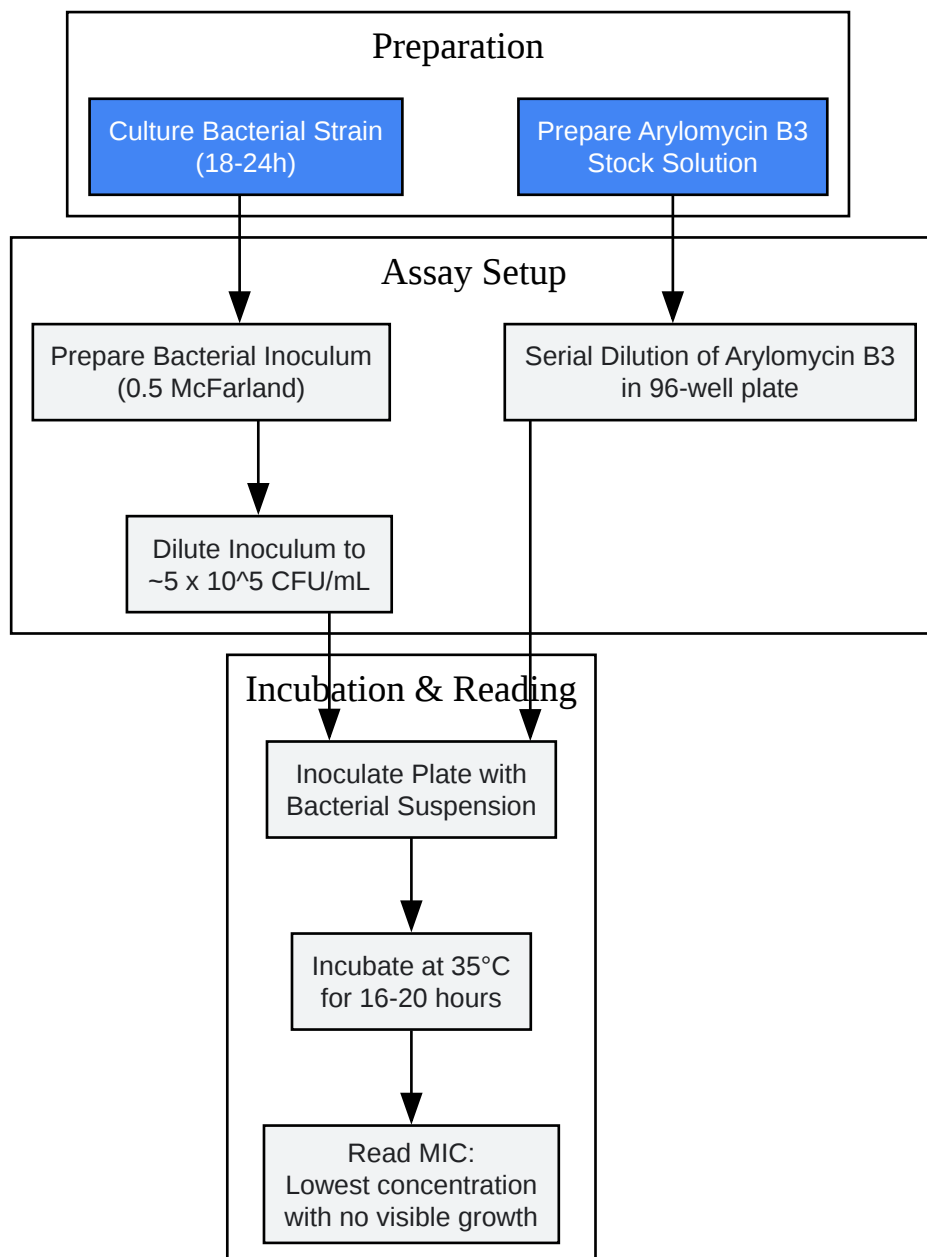 Preparation
Culture Bacterial Strain
(18-24h)
Prepare Arylomycin B3
Stock Solution
Assay Setup
Prepare Bacterial Inoculum
(0.5 McFarland)
Serial Dilution of Arylomycin B3
in 96-well plate
Dilute Inoculum to
~5 x 10^5 CFU/mL
Incubation & Reading
Inoculate Plate with
Bacterial Suspension
Incubate at 35°C
for 16-20 hours
Read MIC:
Lowest concentration
with no visible growth